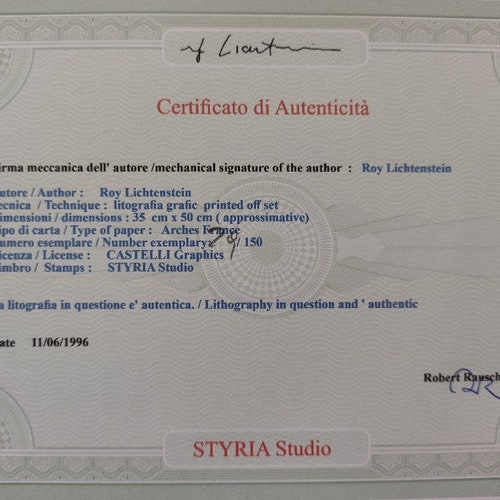 rf Lichtenstein
Certificato di Autenticità
irma meccanica dell' autore /mechanical signature of the author : Roy Lichtenstein
utore / Author : Roy Lichtenstein
ecnica / Technique : litografia grafic printed off set
imensioni / dimensions : 35 cm x 50 cm ( approssimative)
ipo di carta / Type of paper : Arches France
umero esemplare / Number exemplary: 79/ 150
icenza / License : CASTELLI Graphics
imbro / Stamps : STYRIA Studio
a litografia in questione e' autentica. / Lithography in question and ' authentic
ate 11/06/1996
Robert Rausch
STYRIA Studio